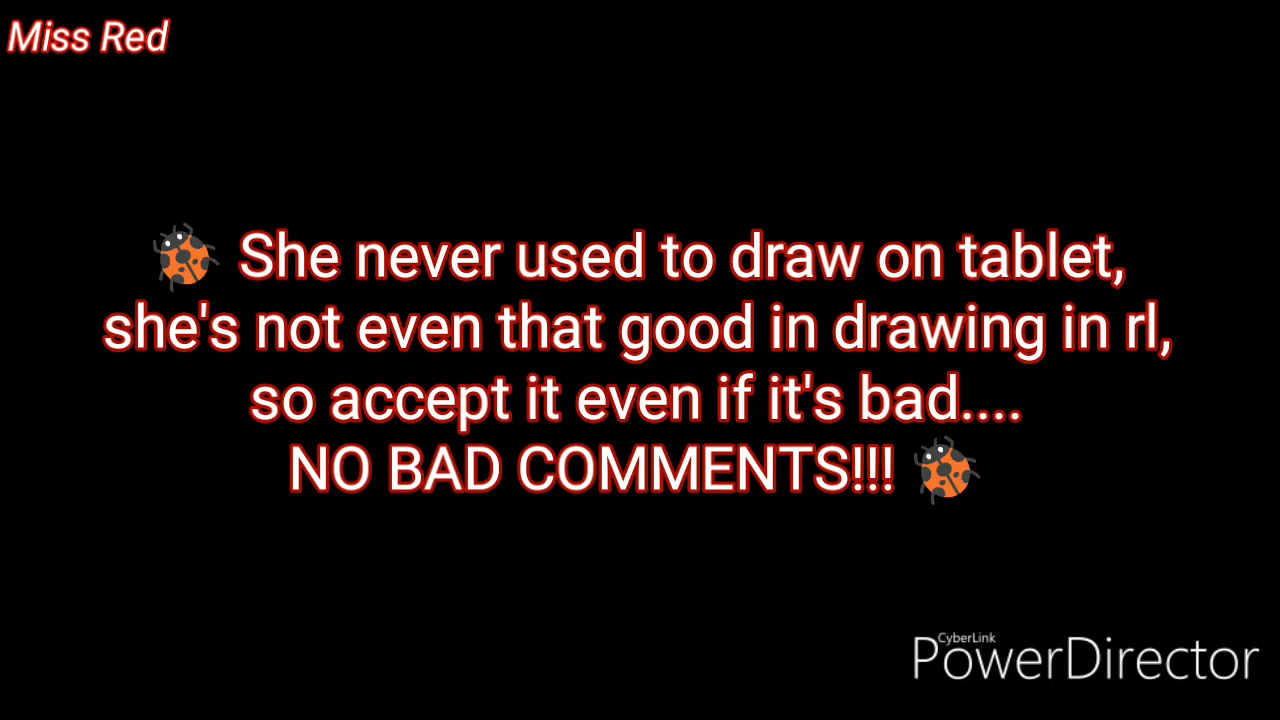 Miss Red
🐞 She never used to draw on tablet,
she's not even that good in drawing in rl,
so accept it even if it's bad....
NO BAD COMMENTS!!! 🐞
CyberLink
PowerDirector